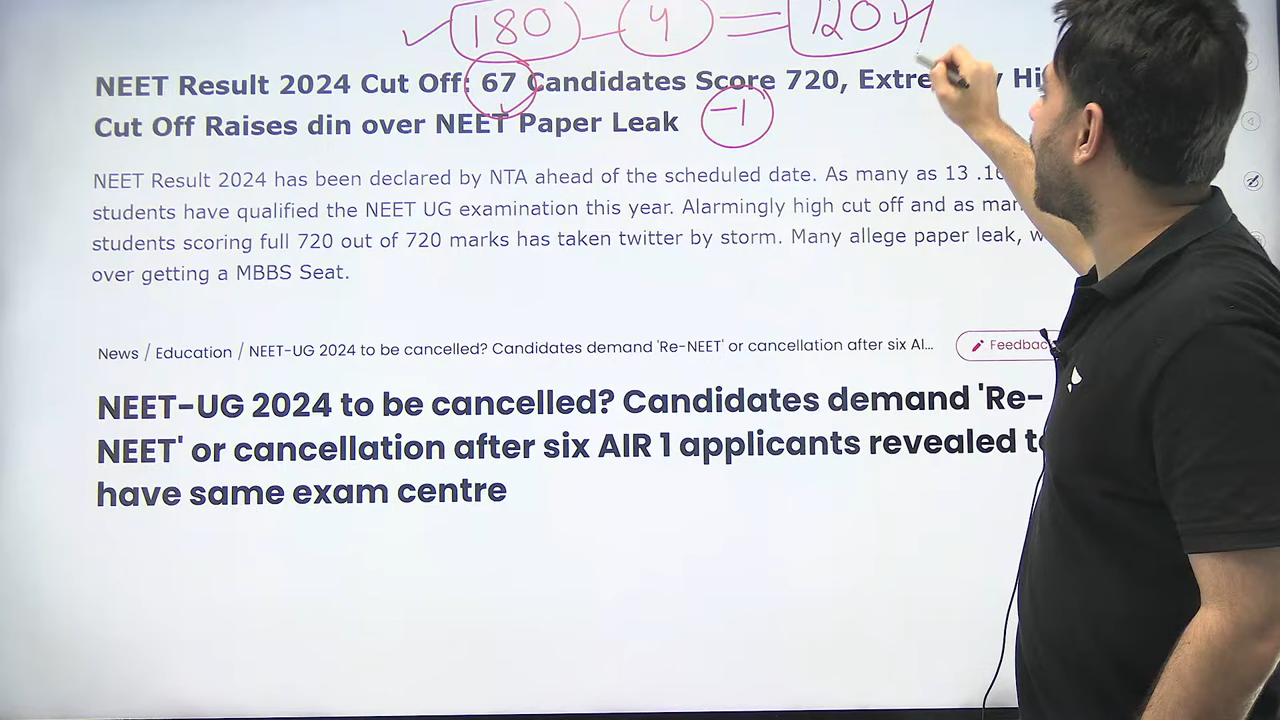 180 - 4 = 720
NEET Result 2024 Cut Off: 67 Candidates Score 720,
Cut Off Raises din over NEET Paper Leak -1
NEET Result 2024 has been declared by NTA ahead of the scheduled date. As many as 13
students have qualified the NEET UG examination this year. Alarmingly high cut off and as
students scoring full 720 out of 720 marks has taken twitter by storm. Many allege paper leak,
over getting a MBBS Seat.
News / Education / NEET-UG 2024 to be cancelled? Candidates demand 'Re-NEET' or cancellation after six AI...
Feedbac
NEET-UG 2024 to be cancelled? Candidates demand 'Re-
NEET' or cancellation after six AIR 1 applicants revealed
have same exam centre